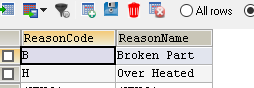 All rows
ReasonCode ReasonName
B Broken Part
H Over Heated